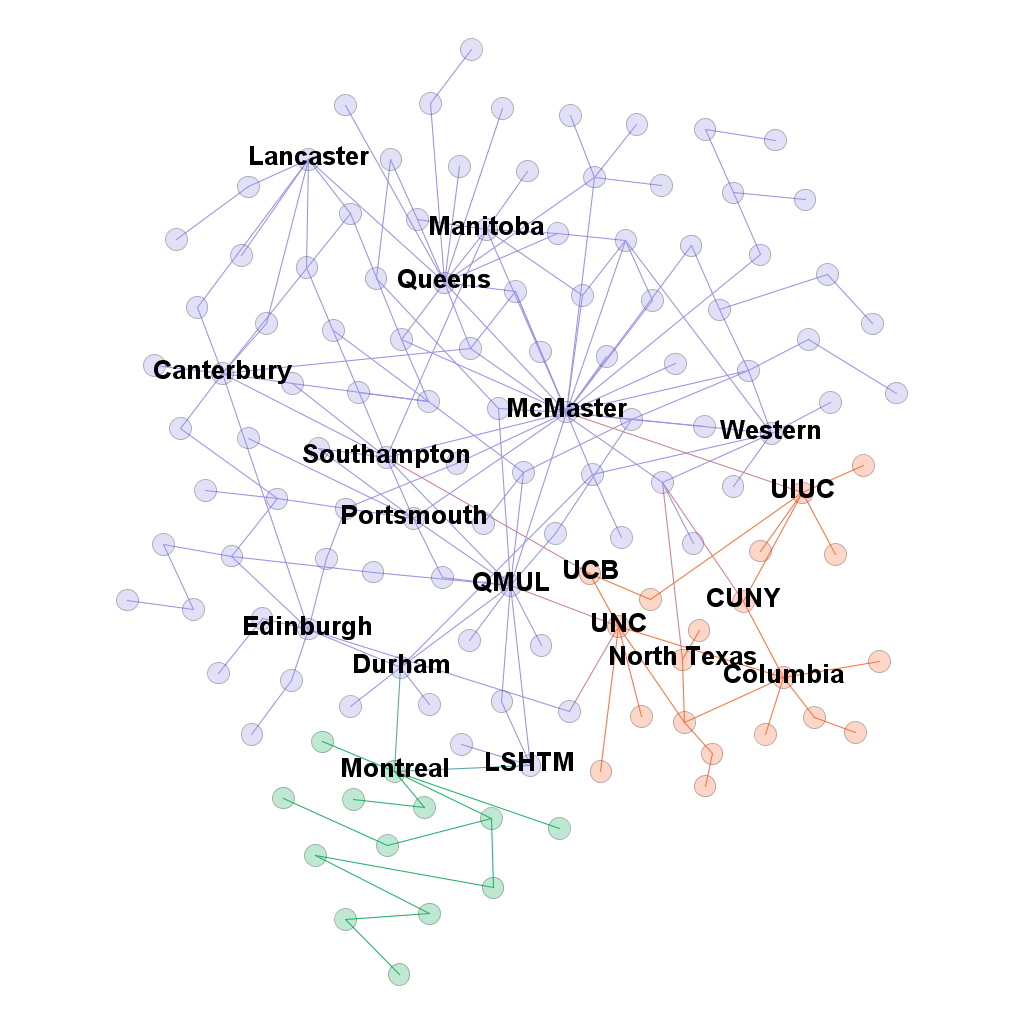 Lancaster
Manitoba
Queens
Canterbury
McMaster
Western
Southampton
UIUC
Portsmouth
UCB
QMUL
CUNY
UNC
Edinburgh
North Texas
Durham
Columbia
LSHTM
Montreal